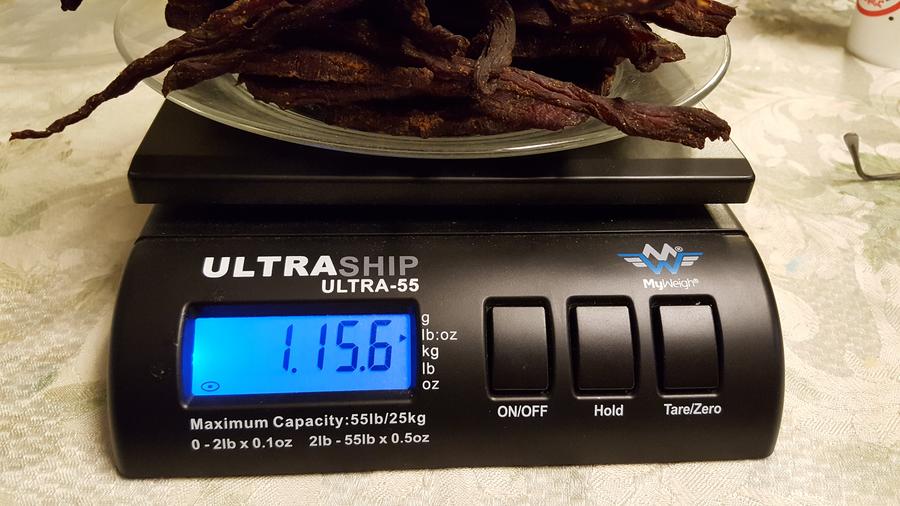 ULTRASHIP
ULTRA-55
MW®
MyWeigh®
1.15.6
g
lb:oz
kg
lb
oz
ON/OFF
Hold
Tare/Zero
Maximum Capacity:55lb/25kg
0 - 2lb x 0.1oz 2lb - 55lb x 0.5oz